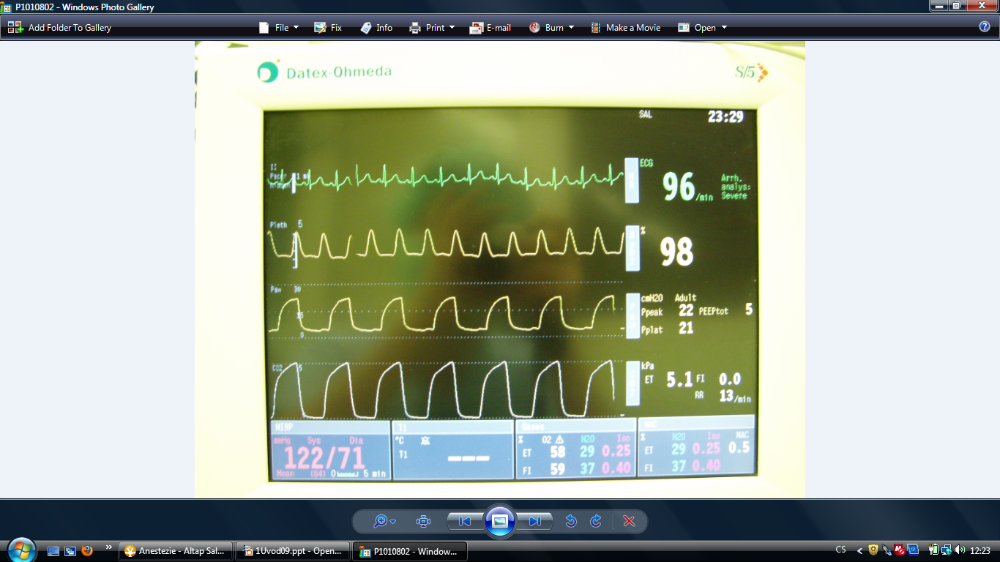 P1010802 - Windows Photo Gallery
Add Folder To Gallery File Fix Info Print E-mail Burn Make a Movie Open
Datex-Ohmeda S/5
SAL 23:29
II
1 mV
ECG
96 /min
Arrh.
analys:
Severe
Pleth 5
%
98
Paw 30
15
0
cmH2O Adult
Ppeak 22 PEEPtot 5
Pplat 21
CO2 5
kPa
ET 5.1 FI 0.0
RR 13/min
NIBP
mmHg Sys Dia
122/71
Mean (84) 0 5 min
T1
°C
T1 ---
Gases
% O2 N2O Iso
ET 58 29 0.25
FI 59 37 0.40
MAC
% N2O Iso MAC
ET 29 0.25 0.5
FI 37 0.40
Anestezie - Altap Sal... 1Uvod09.ppt - Open... P1010802 - Window... CS 12:23